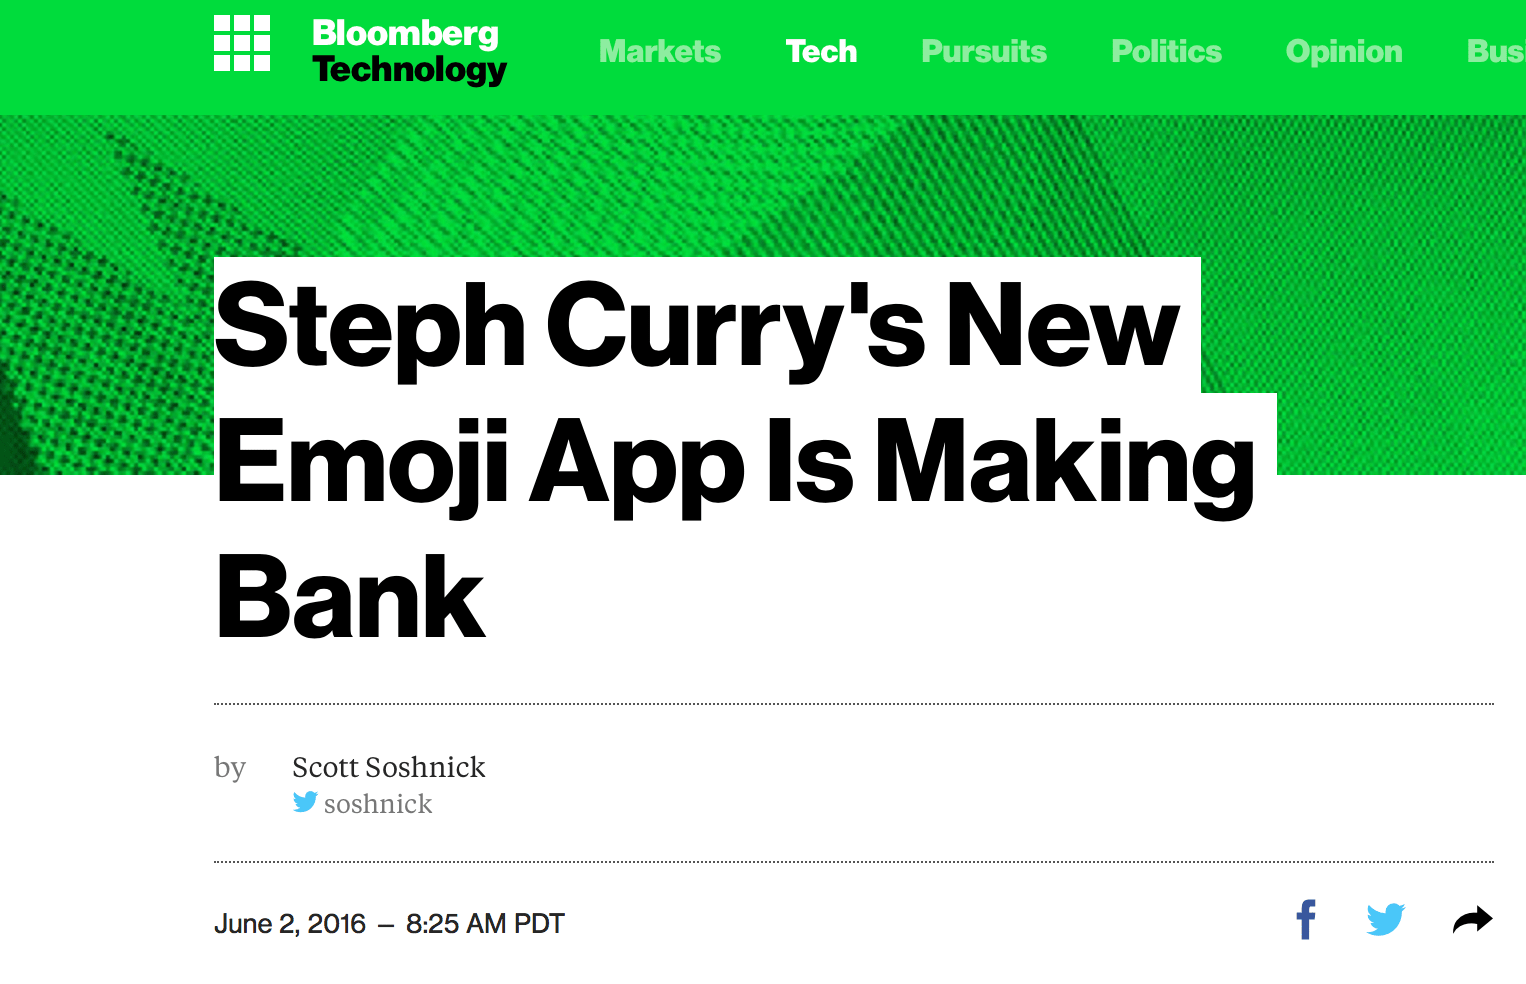 Bloomberg
Technology
Markets Tech Pursuits Politics Opinion Bus
Steph Curry's New
Emoji App Is Making
Bank
by Scott Soshnick
soshnick
June 2, 2016 — 8:25 AM PDT